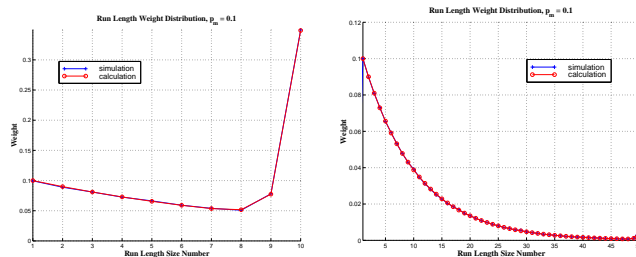 Run Length Weight Distribution, p_m = 0.1
0.3
0.25
0.2
0.15
0.1
0.05
0
Weight
simulation
calculation
1 2 3 4 5 6 7 8 9 10
Run Length Size Number
Run Length Weight Distribution, p_m = 0.1
0.12
0.1
0.08
0.06
0.04
0.02
0
Weight
simulation
calculation
5 10 15 20 25 30 35 40 45
Run Length Size Number